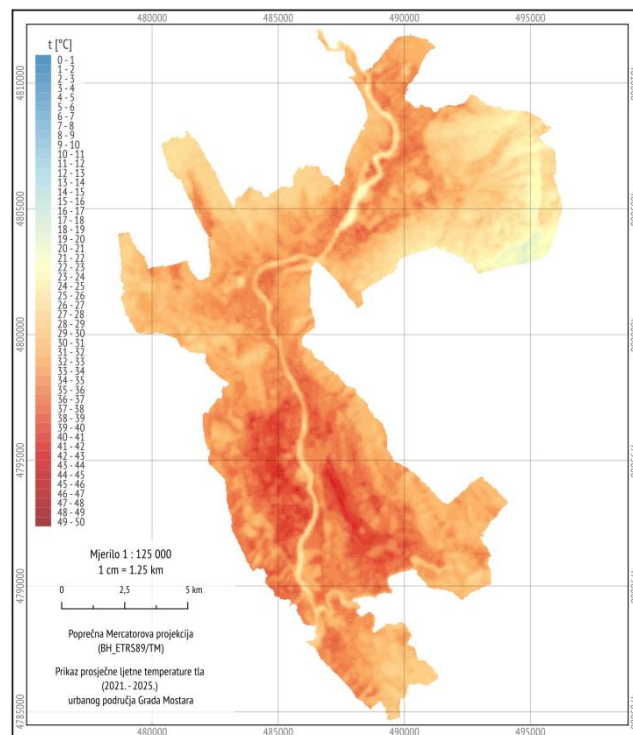 480000 485000 490000 495000
t [°C]
0 - 1
1 - 2
2 - 3
3 - 4
4 - 5
5 - 6
6 - 7
7 - 8
8 - 9
9 - 10
10 - 11
11 - 12
12 - 13
13 - 14
14 - 15
15 - 16
16 - 17
17 - 18
18 - 19
19 - 20
20 - 21
21 - 22
22 - 23
23 - 24
24 - 25
25 - 26
26 - 27
27 - 28
28 - 29
29 - 30
30 - 31
31 - 32
32 - 33
33 - 34
34 - 35
35 - 36
36 - 37
37 - 38
38 - 39
39 - 40
40 - 41
41 - 42
42 - 43
43 - 44
44 - 45
45 - 46
46 - 47
47 - 48
48 - 49
49 - 50
4810000
4805000
4800000
4795000
4790000
4785000
Mjerilo 1 : 125 000
1 cm = 1.25 km
0 2,5 5 km
Poprečna Mercatorova projekcija
(BH_ETRS89/TM)
Prikaz prosječne ljetne temperature tla
(2021. - 2025.)
urbanog područja Grada Mostara
480000 485000 490000 495000